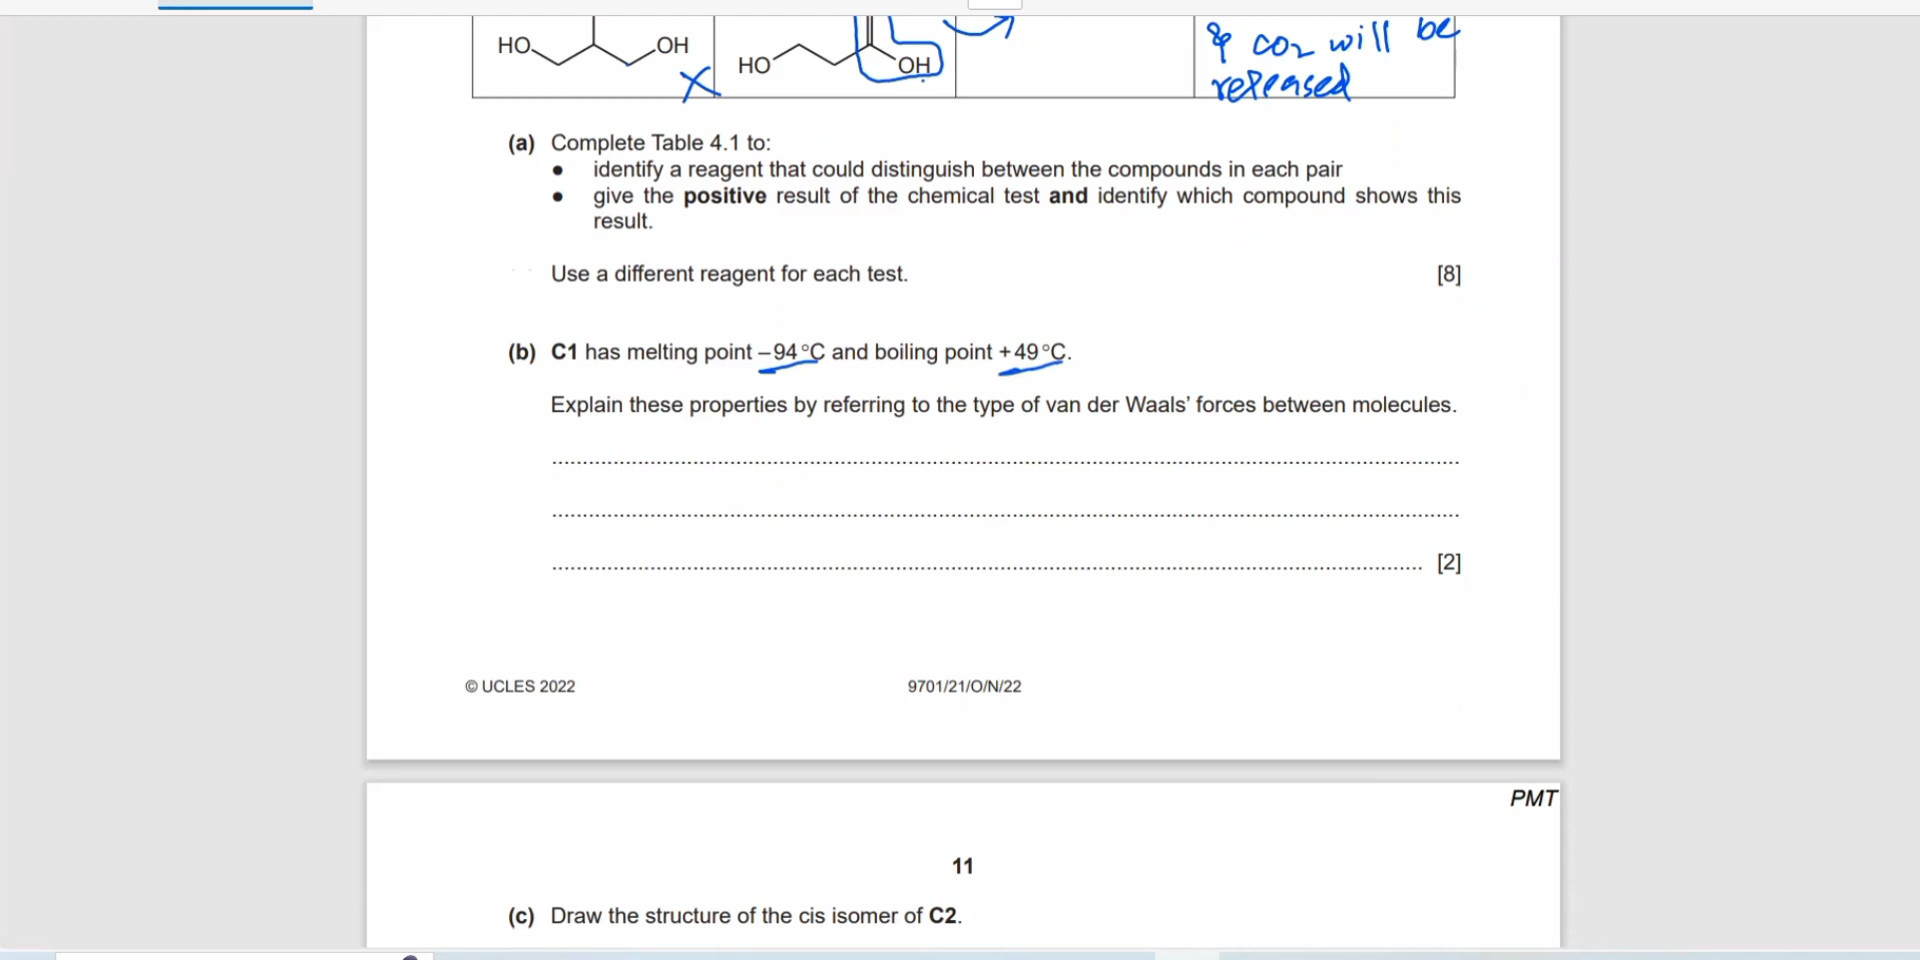 HO
OH
HO
OH
& co2 will be
released
(a) Complete Table 4.1 to:
• identify a reagent that could distinguish between the compounds in each pair
• give the positive result of the chemical test and identify which compound shows this
result.
Use a different reagent for each test. [8]
(b) C1 has melting point –94 °C and boiling point +49 °C.
Explain these properties by referring to the type of van der Waals' forces between molecules.
[2]
© UCLES 2022 9701/21/O/N/22
PMT
11
(c) Draw the structure of the cis isomer of C2.